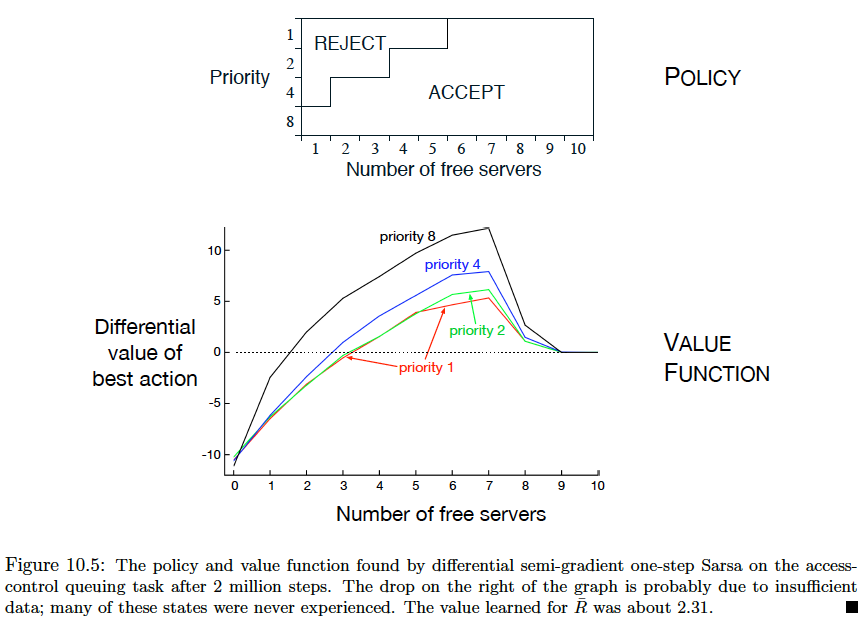 1
REJECT
2
Priority
POLICY
4
ACCEPT
8
1 2 3 4 5 6 7 8 9 10
Number of free servers
priority 8
10
priority 4
5
Differential
value of
best action
priority 2
VALUE
FUNCTION
0
priority 1
-5
-10
0 1 2 3 4 5 6 7 8 9 10
Number of free servers
Figure 10.5: The policy and value function found by differential semi-gradient one-step Sarsa on the access-
control queuing task after 2 million steps. The drop on the right of the graph is probably due to insufficient
data; many of these states were never experienced. The value learned for R̄ was about 2.31.